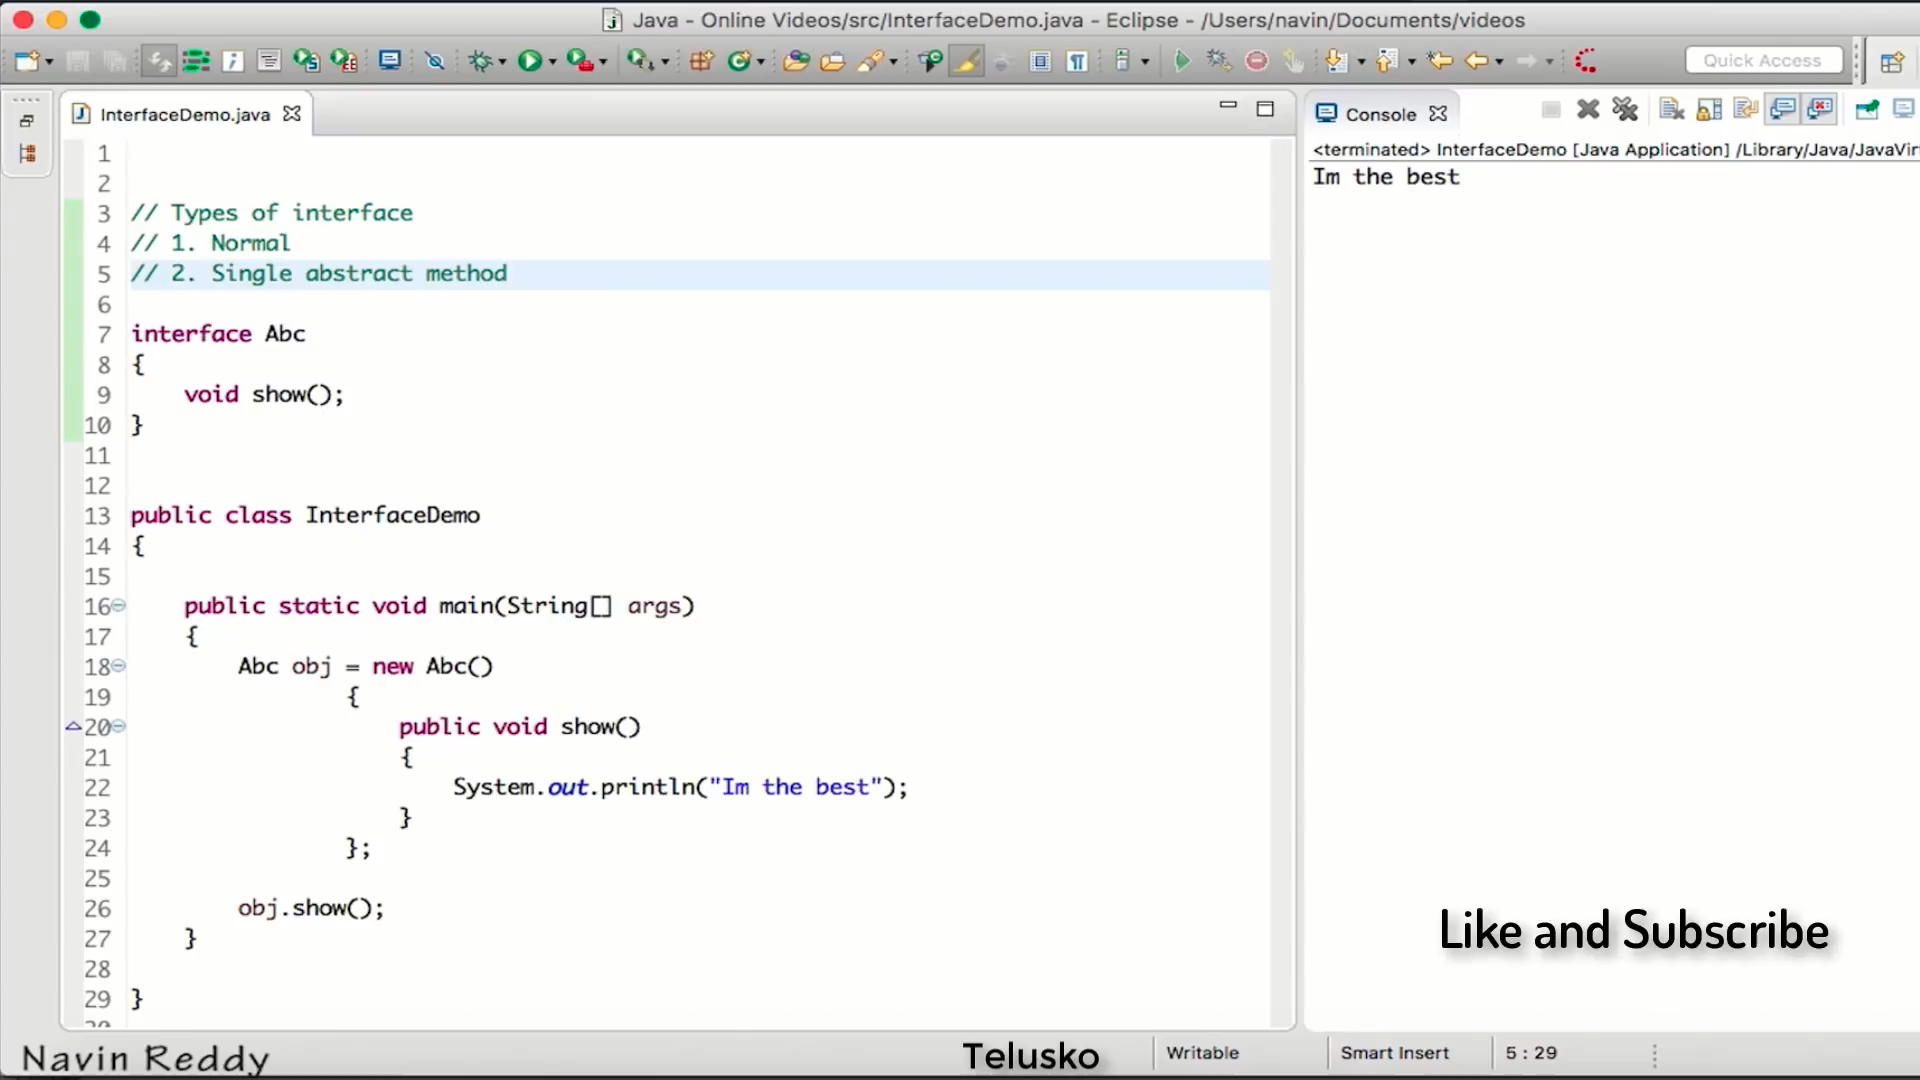 Java - Online Videos/src/InterfaceDemo.java - Eclipse - /Users/navin/Documents/videos
Quick Access
InterfaceDemo.java
Console
<terminated> InterfaceDemo [Java Application] /Library/Java/JavaVir
Im the best
1
2
3 // Types of interface
4 // 1. Normal
5 // 2. Single abstract method
6
7 interface Abc
8 {
9 void show();
10 }
11
12
13 public class InterfaceDemo
14 {
15
16 public static void main(String[] args)
17 {
18 Abc obj = new Abc()
19 {
20 public void show()
21 {
22 System.out.println("Im the best");
23 }
24 };
25
26 obj.show();
27 }
28
29 }
Like and Subscribe
Navin Reddy
Telusko
Writable
Smart Insert
5 : 29